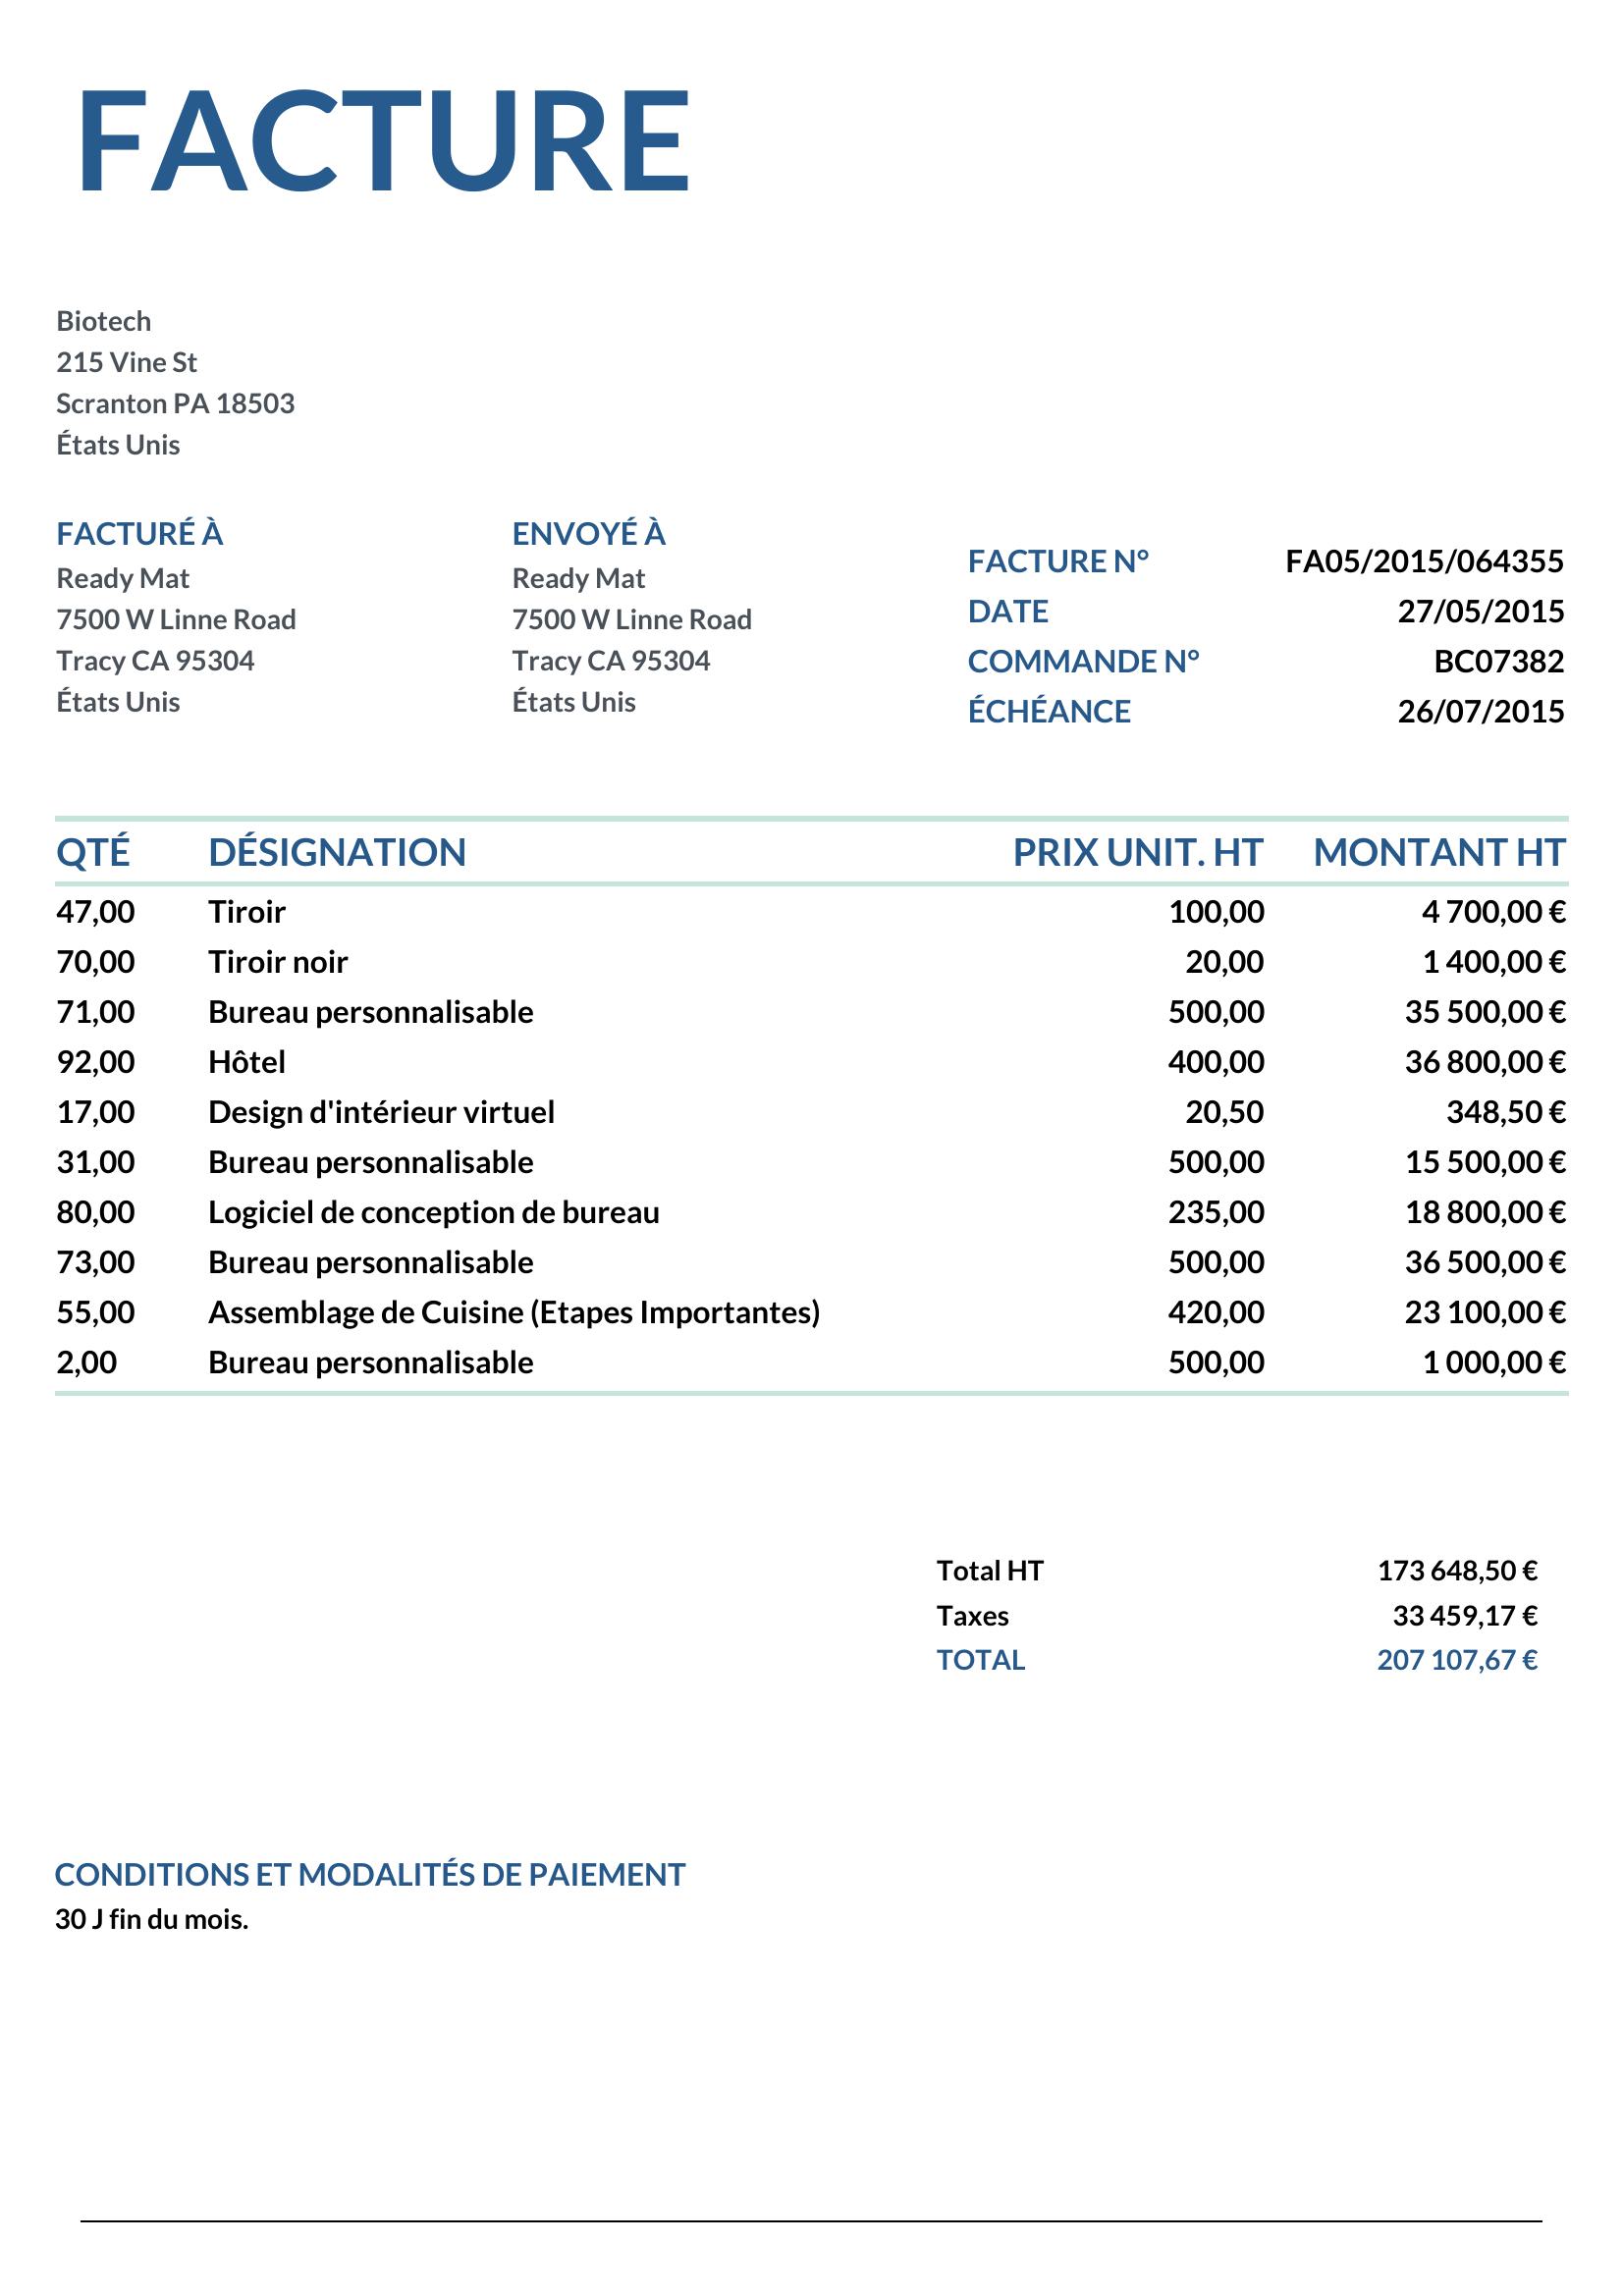 FACTURE
Biotech
215 Vine St
Scranton PA 18503
États Unis
FACTURÉ À
Ready Mat
7500 W Linne Road
Tracy CA 95304
États Unis
ENVOYÉ À
Ready Mat
7500 W Linne Road
Tracy CA 95304
États Unis
FACTURE N° FA05/2015/064355
DATE 27/05/2015
COMMANDE N° BC07382
ÉCHÉANCE 26/07/2015
QTÉ DÉSIGNATION PRIX UNIT. HT MONTANT HT
47,00 Tiroir 100,00 4 700,00 €
70,00 Tiroir noir 20,00 1 400,00 €
71,00 Bureau personnalisable 500,00 35 500,00 €
92,00 Hôtel 400,00 36 800,00 €
17,00 Design d'intérieur virtuel 20,50 348,50 €
31,00 Bureau personnalisable 500,00 15 500,00 €
80,00 Logiciel de conception de bureau 235,00 18 800,00 €
73,00 Bureau personnalisable 500,00 36 500,00 €
55,00 Assemblage de Cuisine (Etapes Importantes) 420,00 23 100,00 €
2,00 Bureau personnalisable 500,00 1 000,00 €
Total HT 173 648,50 €
Taxes 33 459,17 €
TOTAL 207 107,67 €
CONDITIONS ET MODALITÉS DE PAIEMENT
30 J fin du mois.